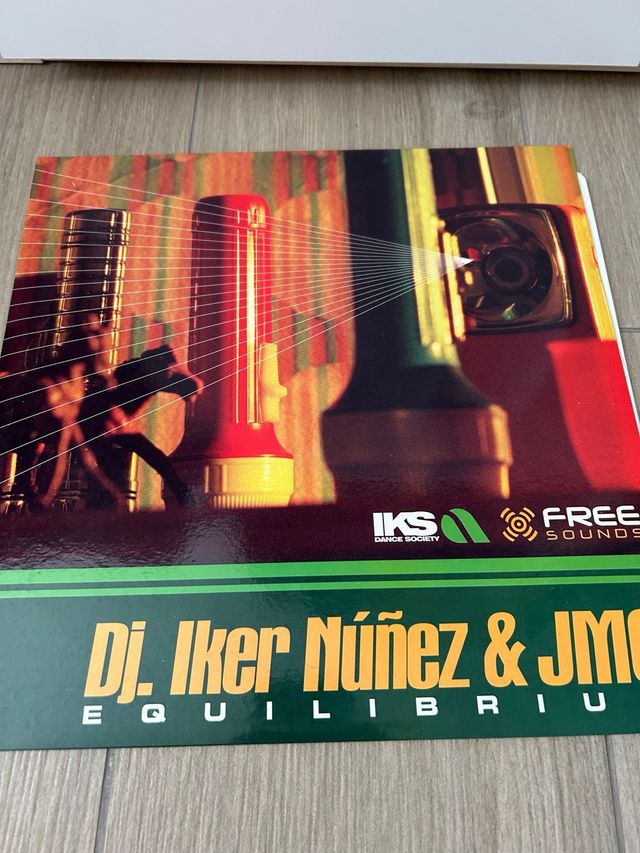 IKS
DANCE SOCIETY
FREE
SOUNDS
Dj. Iker Núñez & JM
EQUILIBRIU